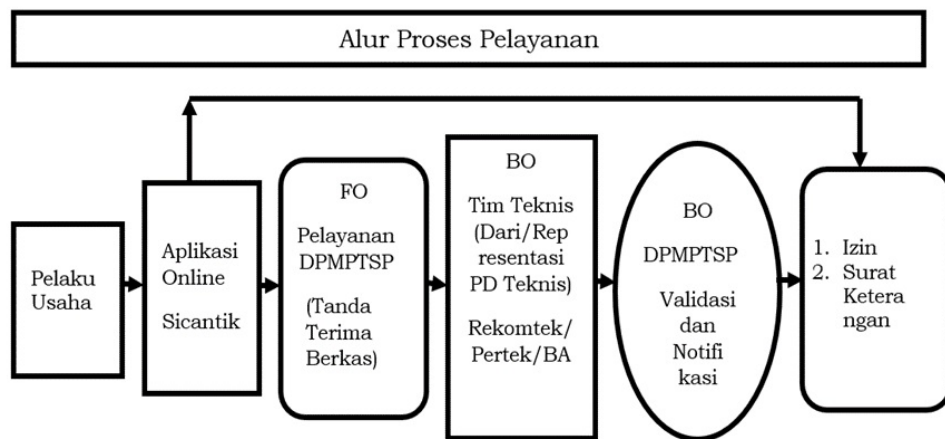 Alur Proses Pelayanan
Pelaku
Usaha
Aplikasi
Online
Sicantik
FO
Pelayanan
DPMPTSP
(Tanda
Terima
Berkas)
BO
Tim Teknis
(Dari/Rep
resentasi
PD Teknis)
Rekomtek/
Pertek/BA
BO
DPMPTSP
Validasi
dan
Notifi
kasi
1. Izin
2. Surat
Ketera
ngan